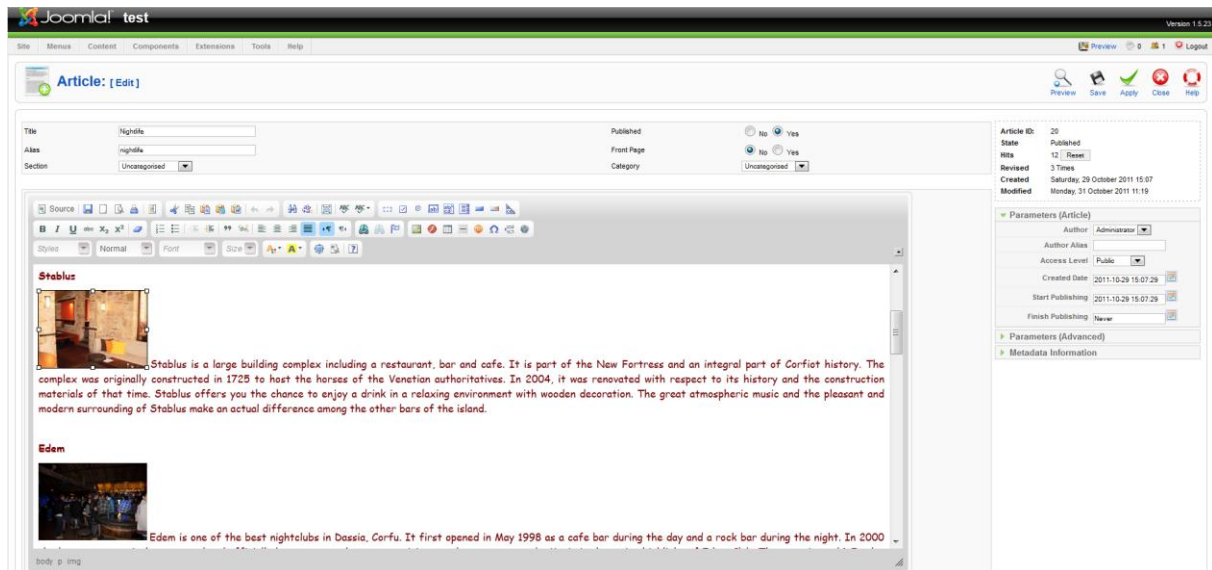 Joomla! test
Version 1.5.23
Site Menus Content Components Extensions Tools Help
Preview 0 1 Logout
Article: [ Edit ]
Preview Save Apply Close Help
Title Nightlife Published No Yes
Alias nightlife Front Page No Yes
Section Uncategorised Category Uncategorised
Article ID: 20
State Published
Hits 12 Reset
Revised 3 Times
Created Saturday, 29 October 2011 15:07
Modified Monday, 31 October 2011 11:19
Source
B I U abc X2 X2
Styles Normal Font Size
Parameters (Article)
Author Administrator
Author Alias
Access Level Public
Created Date 2011-10-29 15:07:29
Start Publishing 2011-10-29 15:07:29
Finish Publishing Never
Parameters (Advanced)
Metadata Information
Stablus
Stablus is a large building complex including a restaurant, bar and cafe. It is part of the New Fortress and an integral part of Corfiot history. The
complex was originally constructed in 1725 to host the horses of the Venetian authoritatives. In 2004, it was renovated with respect to its history and the construction
materials of that time. Stablus offers you the chance to enjoy a drink in a relaxing environment with wooden decoration. The great atmospheric music and the pleasant and
modern surrounding of Stablus make an actual difference among the other bars of the island.
Edem
Edem is one of the best nightclubs in Dassia, Corfu. It first opened in May 1998 as a cafe bar during the day and a rock bar during the night. In 2000
body p img